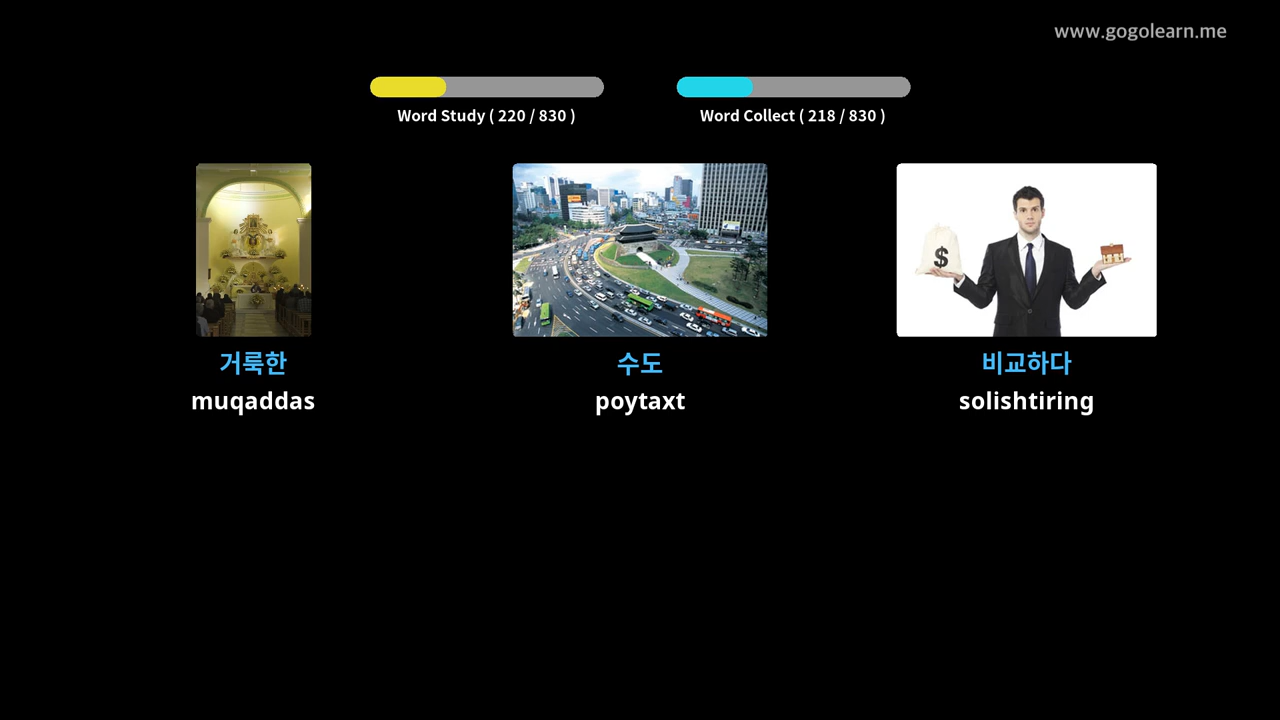 www.gogolearn.me
Word Study ( 220 / 830 )
Word Collect ( 218 / 830 )
$
거룩한
수도
비교하다
muqaddas
poytaxt
solishtiring